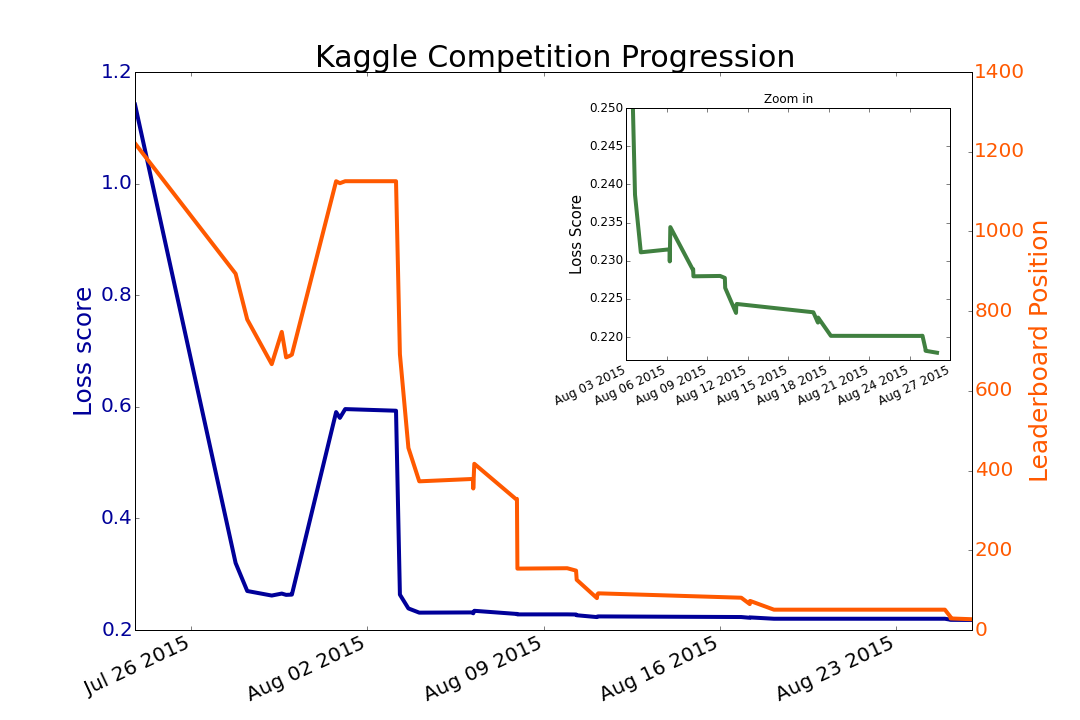 Kaggle Competition Progression
1.2
1.0
0.8
0.6
0.4
0.2
Loss score
Jul 26 2015
Aug 02 2015
Aug 09 2015
Aug 16 2015
Aug 23 2015
1400
1200
1000
800
600
400
200
0
Leaderboard Position
Zoom in
0.250
0.245
0.240
0.235
0.230
0.225
0.220
Loss Score
Aug 03 2015
Aug 06 2015
Aug 09 2015
Aug 12 2015
Aug 15 2015
Aug 18 2015
Aug 21 2015
Aug 24 2015
Aug 27 2015